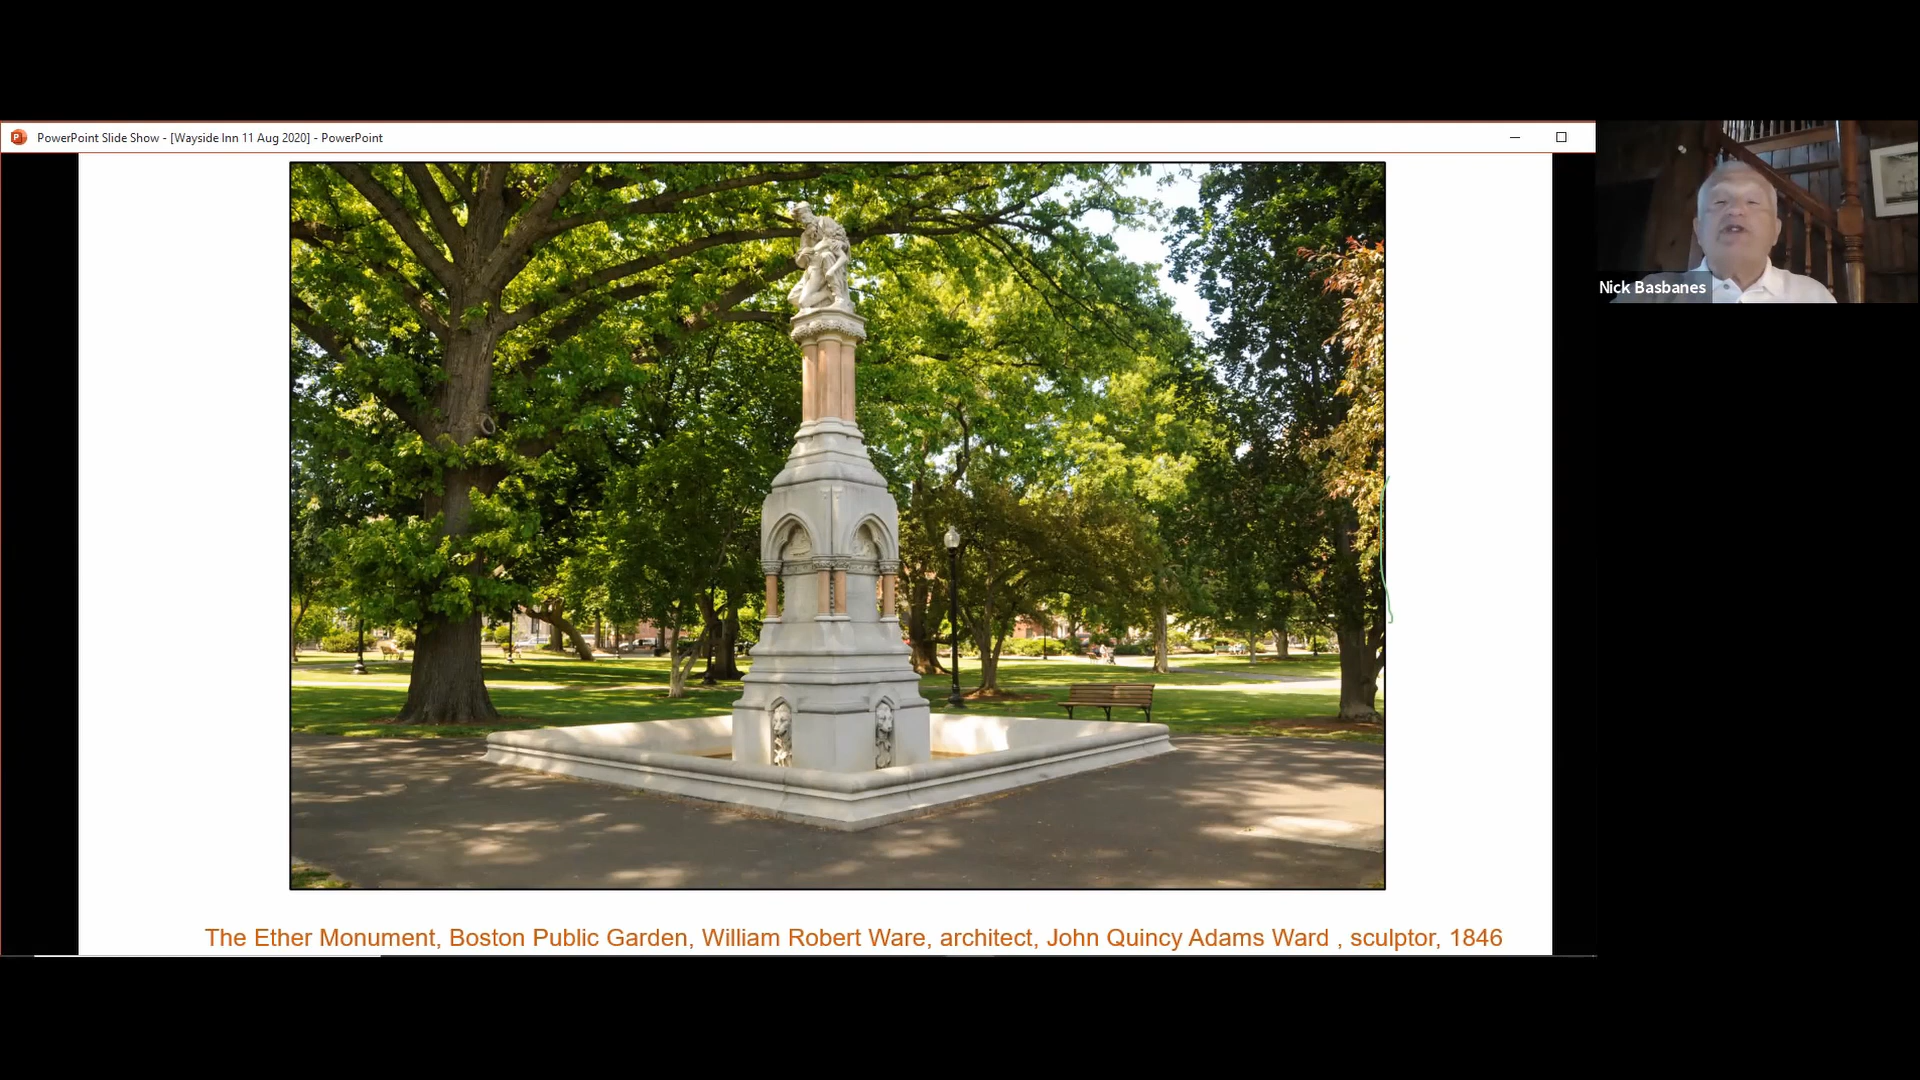 PowerPoint Slide Show - [Wayside Inn 11 Aug 2020] - PowerPoint
Nick Basbanes
The Ether Monument, Boston Public Garden, William Robert Ware, architect, John Quincy Adams Ward , sculptor, 1846